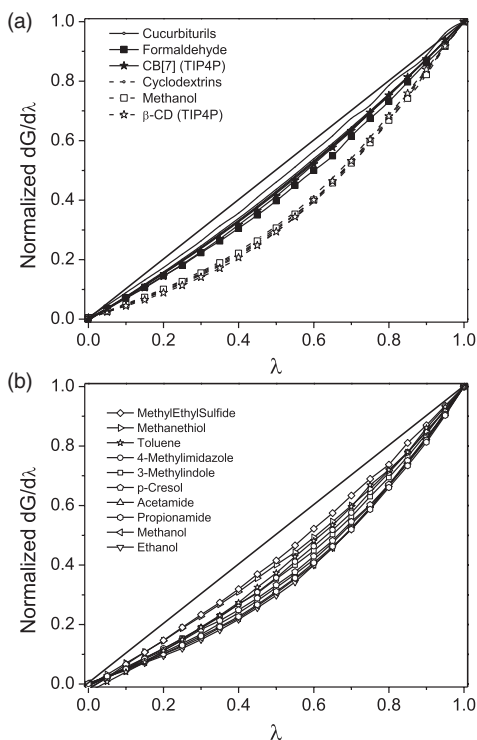 (a)
1.0
0.8
0.6
0.4
0.2
0.0
Normalized dG/dλ
Cucurbiturils
Formaldehyde
CB[7] (TIP4P)
Cyclodextrins
Methanol
β-CD (TIP4P)
0.0 0.2 0.4 0.6 0.8 1.0
λ
(b)
1.0
0.8
0.6
0.4
0.2
0.0
Normalized dG/dλ
MethylEthylSulfide
Methanethiol
Toluene
4-Methylimidazole
3-Methylindole
p-Cresol
Acetamide
Propionamide
Methanol
Ethanol
0.0 0.2 0.4 0.6 0.8 1.0
λ